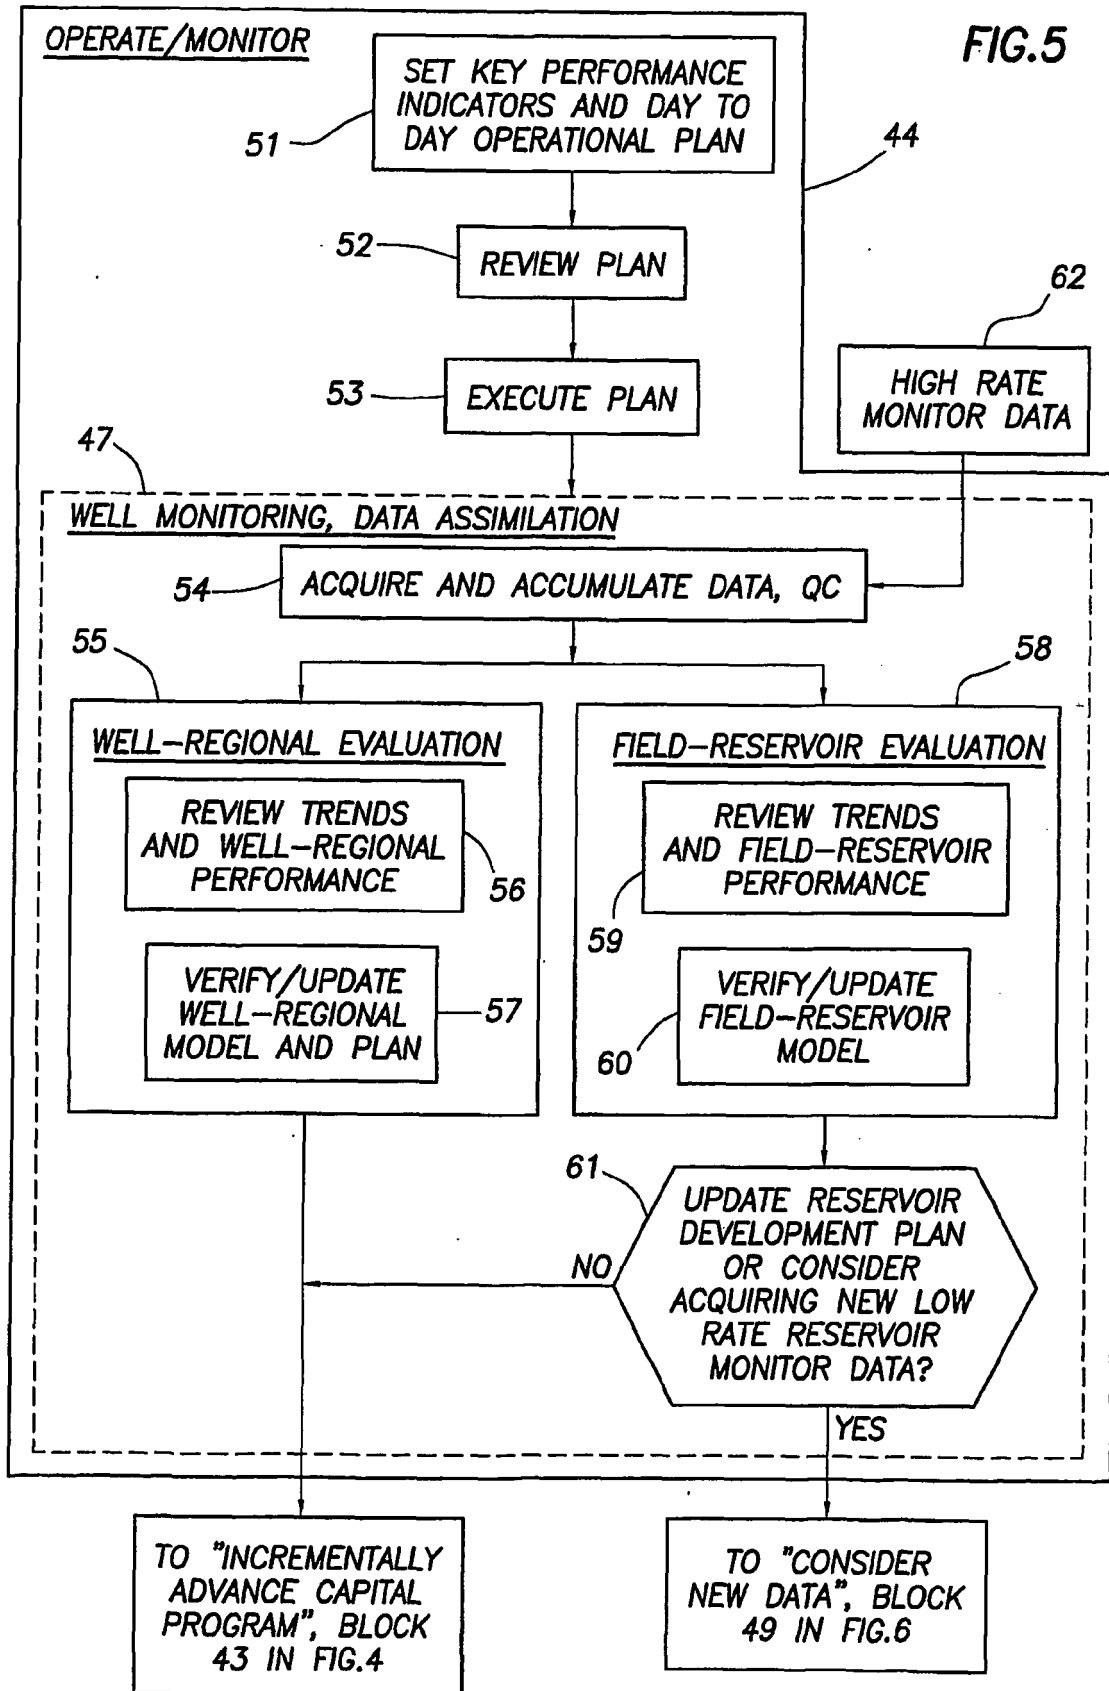 OPERATE/MONITOR
FIG.5
SET KEY PERFORMANCE
INDICATORS AND DAY TO
DAY OPERATIONAL PLAN
51
44
52
REVIEW PLAN
62
53
EXECUTE PLAN
HIGH RATE
MONITOR DATA
47
WELL MONITORING, DATA ASSIMILATION
54
ACQUIRE AND ACCUMULATE DATA, QC
55
58
WELL-REGIONAL EVALUATION
REVIEW TRENDS
AND WELL-REGIONAL
PERFORMANCE
56
VERIFY/UPDATE
WELL-REGIONAL
MODEL AND PLAN
57
FIELD-RESERVOIR EVALUATION
REVIEW TRENDS
AND FIELD-RESERVOIR
PERFORMANCE
59
VERIFY/UPDATE
FIELD-RESERVOIR
MODEL
60
61
UPDATE RESERVOIR
DEVELOPMENT PLAN
OR CONSIDER
ACQUIRING NEW LOW
RATE RESERVOIR
MONITOR DATA?
NO
YES
TO "INCREMENTALLY
ADVANCE CAPITAL
PROGRAM", BLOCK
43 IN FIG.4
TO "CONSIDER
NEW DATA", BLOCK
49 IN FIG.6